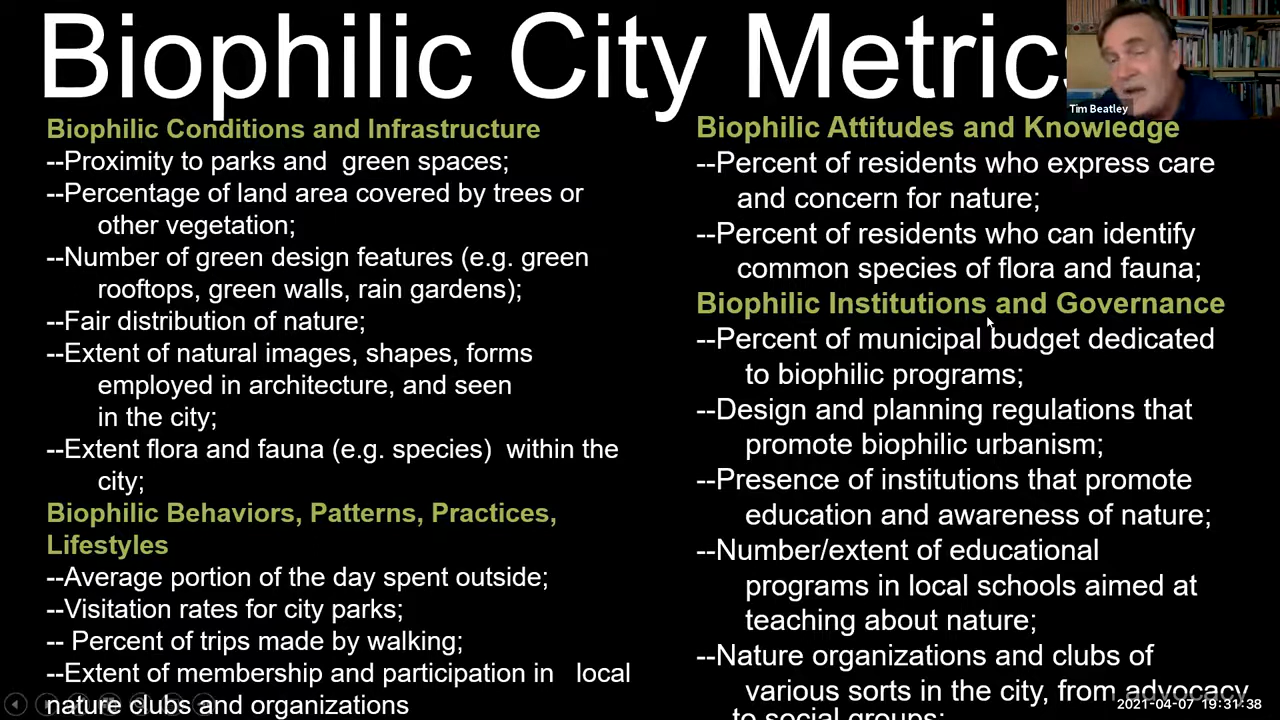 Biophilic City Metrics
Tim Beatley
Biophilic Conditions and Infrastructure
--Proximity to parks and  green spaces;
--Percentage of land area covered by trees or
other vegetation;
--Number of green design features (e.g. green
rooftops, green walls, rain gardens);
--Fair distribution of nature;
--Extent of natural images, shapes, forms
employed in architecture, and seen
in the city;
--Extent flora and fauna (e.g. species)  within the
city;
Biophilic Behaviors, Patterns, Practices,
Lifestyles
--Average portion of the day spent outside;
--Visitation rates for city parks;
-- Percent of trips made by walking;
--Extent of membership and participation in   local
nature clubs and organizations
Biophilic Attitudes and Knowledge
--Percent of residents who express care
and concern for nature;
--Percent of residents who can identify
common species of flora and fauna;
Biophilic Institutions and Governance
--Percent of municipal budget dedicated
to biophilic programs;
--Design and planning regulations that
promote biophilic urbanism;
--Presence of institutions that promote
education and awareness of nature;
--Number/extent of educational
programs in local schools aimed at
teaching about nature;
--Nature organizations and clubs of
various sorts in the city, from advocacy
to social groups;
2021-04-07 19:31:38